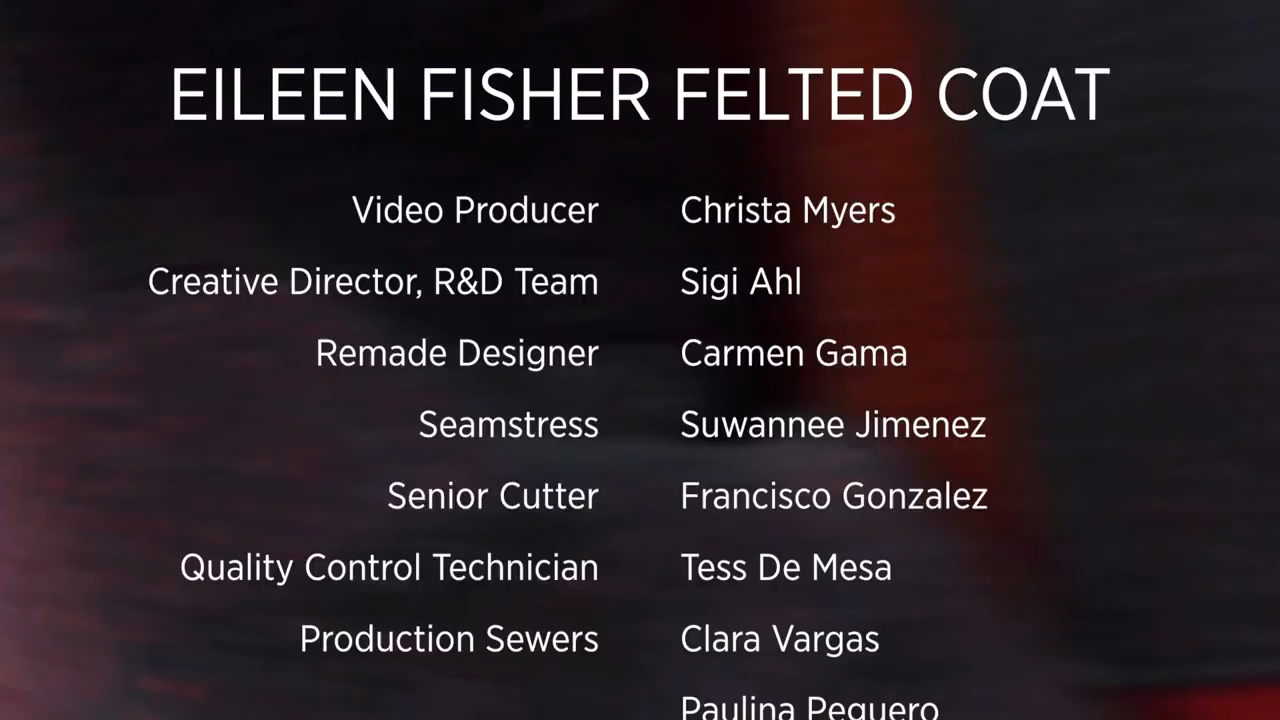 EILEEN FISHER FELTED COAT
Video Producer Christa Myers
Creative Director, R&D Team Sigi Ahl
Remade Designer Carmen Gama
Seamstress Suwannee Jimenez
Senior Cutter Francisco Gonzalez
Quality Control Technician Tess De Mesa
Production Sewers Clara Vargas
Paulina Peguero